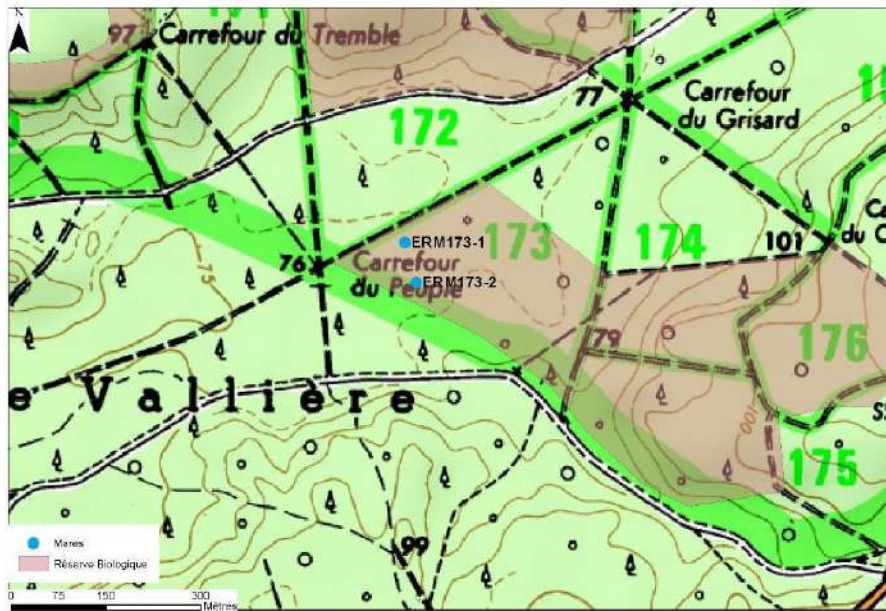 N
97 Carrefour du Tremble
172
77
Carrefour
du Grisard
ERM173-1
173
174
101
76
Carrefour
du Peuple
ERM173-2
79
176
e Vallière
75
100
175
99
Mares
Réserve Biologique
0 75 150 300
Mètres